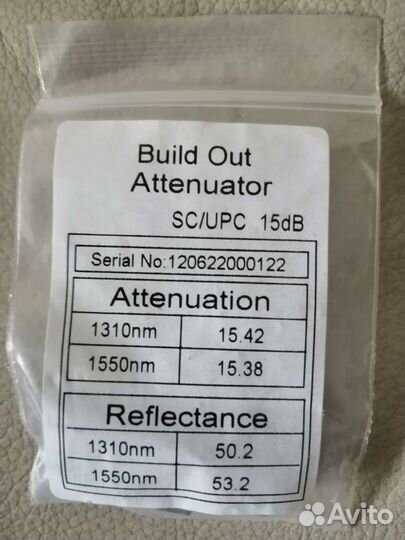 Build Out
Attenuator
SC/UPC 15dB
Serial No:120622000122
Attenuation
1310nm 15.42
1550nm 15.38
Reflectance
1310nm 50.2
1550nm 53.2
Avito